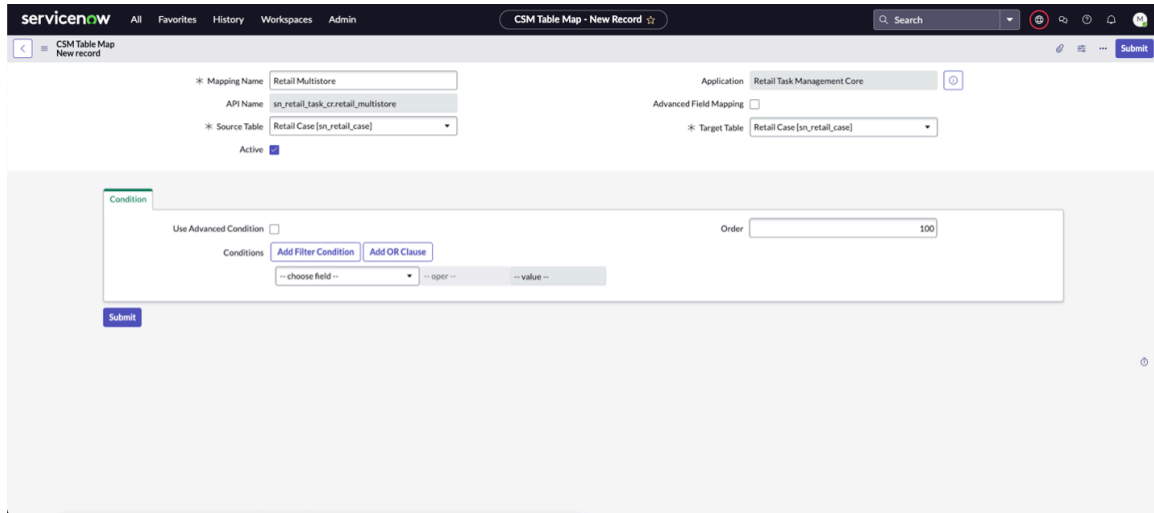 servicenow All Favorites History Workspaces Admin CSM Table Map - New Record ☆ Search
CSM Table Map
New record
Submit
✳ Mapping Name Retail Multistore Application Retail Task Management Core
API Name sn_retail_task_cr.retail_multistore Advanced Field Mapping
✳ Source Table Retail Case [sn_retail_case] ✳ Target Table Retail Case [sn_retail_case]
Active
Condition
Use Advanced Condition Order 100
Conditions Add Filter Condition Add OR Clause
-- choose field -- -- oper -- -- value --
Submit